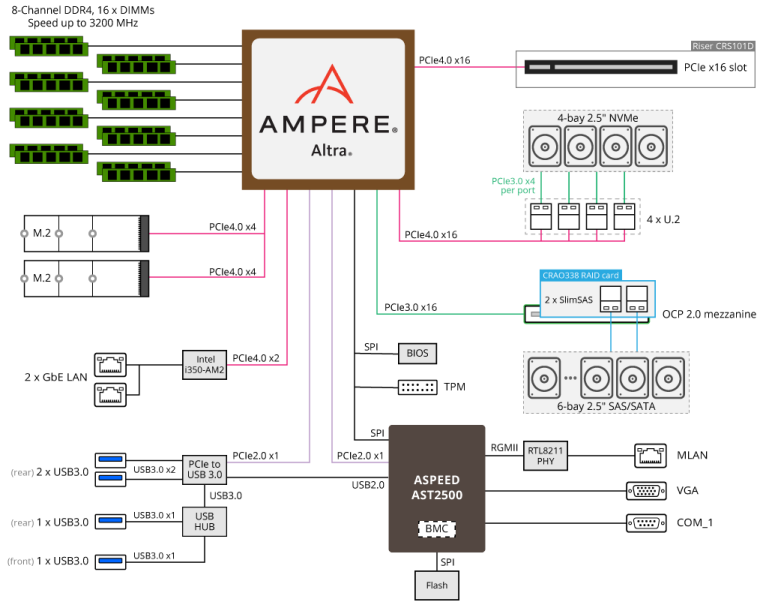 8-Channel DDR4, 16 x DIMMs
Speed up to 3200 MHz
AMPERE®
Altra®
PCIe4.0 x16
Riser CRS101D
PCIe x16 slot
4-bay 2.5" NVMe
PCIe3.0 x4
per port
4 x U.2
PCIe4.0 x16
M.2
PCIe4.0 x4
M.2
PCIe4.0 x4
CRAO338 RAID card
2 x SlimSAS
PCIe3.0 x16
OCP 2.0 mezzanine
6-bay 2.5" SAS/SATA
2 x GbE LAN
Intel
i350-AM2
PCIe4.0 x2
SPI
BIOS
TPM
SPI
(rear) 2 x USB3.0
USB3.0 x2
PCIe to
USB 3.0
PCIe2.0 x1
PCIe2.0 x1
USB2.0
USB3.0
(rear) 1 x USB3.0
USB3.0 x1
USB
HUB
(front) 1 x USB3.0
USB3.0 x1
ASPEED
AST2500
BMC
RGMII
RTL8211
PHY
MLAN
VGA
COM_1
SPI
Flash